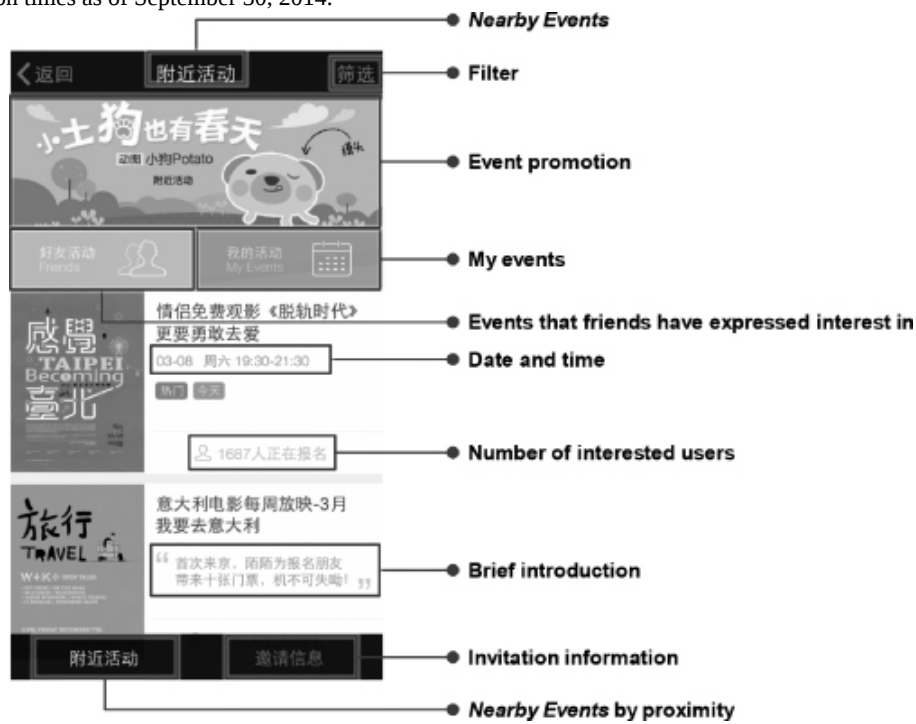 on times as of September 30, 2014.
Nearby Events
返回
附近活动
筛选
Filter
小土狗也有春天
动图 小狗Potato
附近活动
Event promotion
好友活动
Friends
我的活动
My Events
My events
情侣免费观影《脱轨时代》
更要勇敢去爱
Events that friends have expressed interest in
感覺
TAIPEI
Becoming
臺北
03-08 周六 19:30-21:30
Date and time
热门 今天
1687人正在报名
Number of interested users
旅行
TRAVEL
意大利电影每周放映-3月
我要去意大利
“ 首次来京，陌陌为报名朋友
带来十张门票，机不可失呦！ ”
Brief introduction
W+K+
附近活动
邀请信息
Invitation information
Nearby Events by proximity